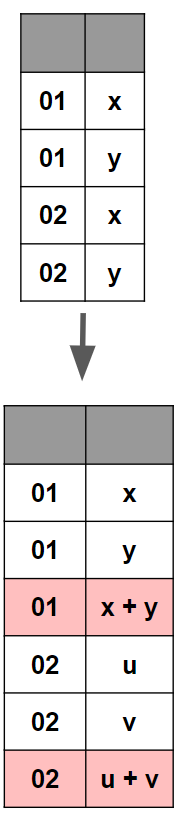 01 x
01 y
02 x
02 y
01 x
01 y
01 x + y
02 u
02 v
02 u + v